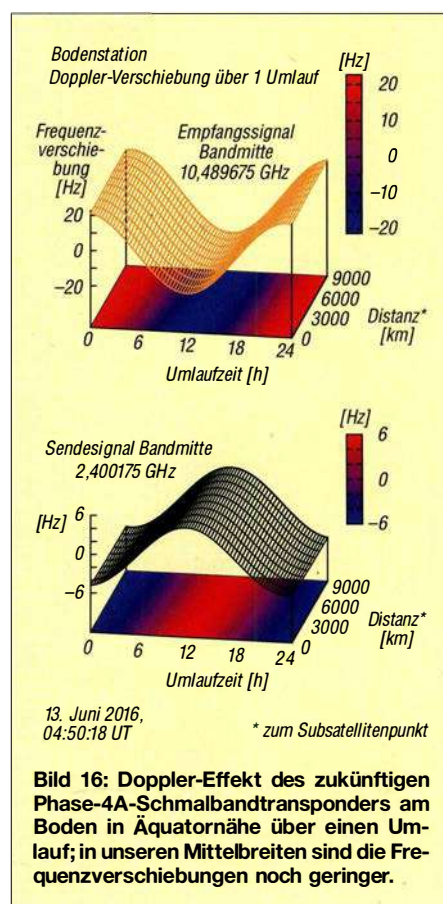 Bodenstation
Doppler-Verschiebung über 1 Umlauf
[Hz]
20
10
0
–10
–20
Frequenz-
verschie-
bung
[Hz]
Empfangssignal
Bandmitte
10,489675 GHz
20
0
–20
0 6 12 18 24
Umlaufzeit [h]
9000
6000
3000
0
Distanz*
[km]
Sendesignal Bandmitte
2,400175 GHz
[Hz]
6
0
–6
[Hz]
6
0
–6
0 6 12 18 24
Umlaufzeit [h]
9000
6000
3000
0
Distanz*
[km]
13. Juni 2016,
04:50:18 UT
* zum Subsatellitenpunkt
Bild 16: Doppler-Effekt des zukünftigen
Phase-4A-Schmalbandtransponders am
Boden in Äquatornähe über einen Um-
lauf; in unseren Mittelbreiten sind die Fre-
quenzverschiebungen noch geringer.